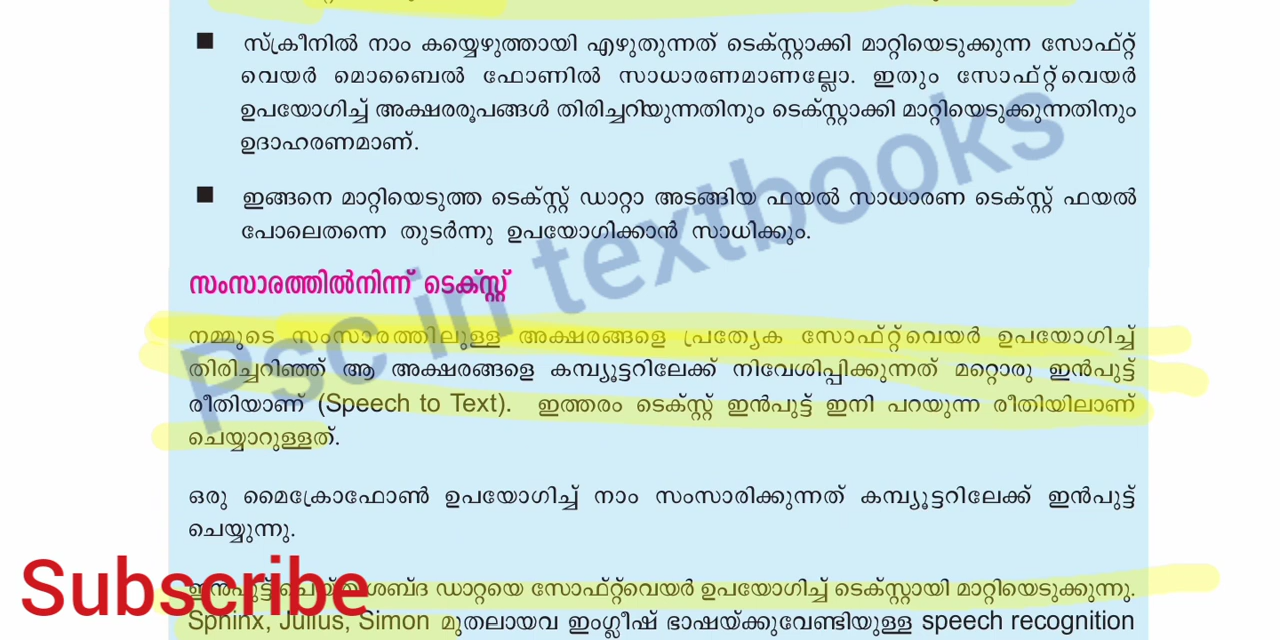 സ്ക്രീനിൽ നാം കയ്യെഴുത്തായി എഴുതുന്നത് ടെക്സ്റ്റാക്കി മാറ്റിയെടുക്കുന്ന സോഫ്റ്റ്
വെയർ മൊബൈൽ ഫോണിൽ സാധാരണമാണല്ലോ. ഇതും സോഫ്റ്റ്‌വെയർ
ഉപയോഗിച്ച് അക്ഷരരൂപങ്ങൾ തിരിച്ചറിയുന്നതിനും ടെക്സ്റ്റാക്കി മാറ്റിയെടുക്കുന്നതിനും
ഉദാഹരണമാണ്.
ഇങ്ങനെ മാറ്റിയെടുത്ത ടെക്സ്റ്റ് ഡാറ്റാ അടങ്ങിയ ഫയൽ സാധാരണ ടെക്സ്റ്റ് ഫയൽ
പോലെതന്നെ തുടർന്നു ഉപയോഗിക്കാൻ സാധിക്കും.
സംസാരത്തിൽനിന്ന് ടെക്സ്റ്റ്
നമ്മുടെ സംസാരത്തിലുള്ള അക്ഷരങ്ങളെ പ്രത്യേക സോഫ്റ്റ്‌വെയർ ഉപയോഗിച്ച്
തിരിച്ചറിഞ്ഞ് ആ അക്ഷരങ്ങളെ കമ്പ്യൂട്ടറിലേക്ക് നിവേശിപ്പിക്കുന്നത് മറ്റൊരു ഇൻപുട്ട്
രീതിയാണ് (Speech to Text). ഇത്തരം ടെക്സ്റ്റ് ഇൻപുട്ട് ഇനി പറയുന്ന രീതിയിലാണ്
ചെയ്യാറുള്ളത്.
ഒരു മൈക്രോഫോൺ ഉപയോഗിച്ച് നാം സംസാരിക്കുന്നത് കമ്പ്യൂട്ടറിലേക്ക് ഇൻപുട്ട്
ചെയ്യുന്നു.
ഇൻപുട്ട് ചെയ്ത ശബ്ദ ഡാറ്റയെ സോഫ്റ്റ്‌വെയർ ഉപയോഗിച്ച് ടെക്സ്റ്റായി മാറ്റിയെടുക്കുന്നു.
Sphinx, Julius, Simon മുതലായവ ഇംഗ്ലീഷ് ഭാഷയ്ക്കുവേണ്ടിയുള്ള speech recognition
Psc in textbooks
Subscribe